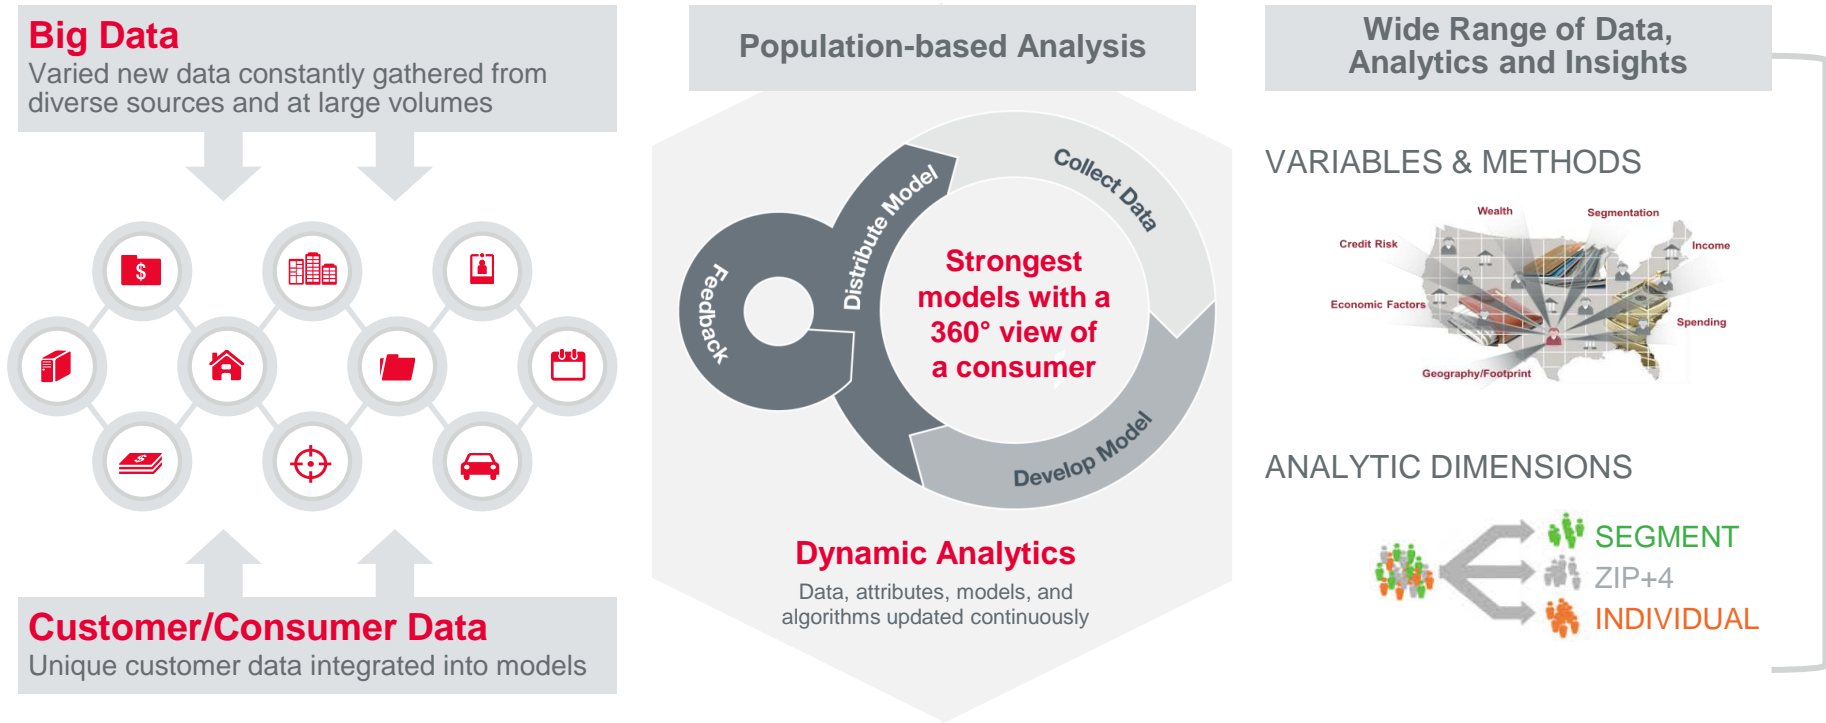 Big Data
Varied new data constantly gathered from
diverse sources and at large volumes
$
$
Customer/Consumer Data
Unique customer data integrated into models
Population-based Analysis
Collect Data
Distribute Model
Feedback
Develop Model
Strongest
models with a
360° view of
a consumer
Dynamic Analytics
Data, attributes, models, and
algorithms updated continuously
Wide Range of Data,
Analytics and Insights
VARIABLES & METHODS
Wealth
Segmentation
Credit Risk
Income
Economic Factors
Spending
Geography/Footprint
ANALYTIC DIMENSIONS
SEGMENT
ZIP+4
INDIVIDUAL